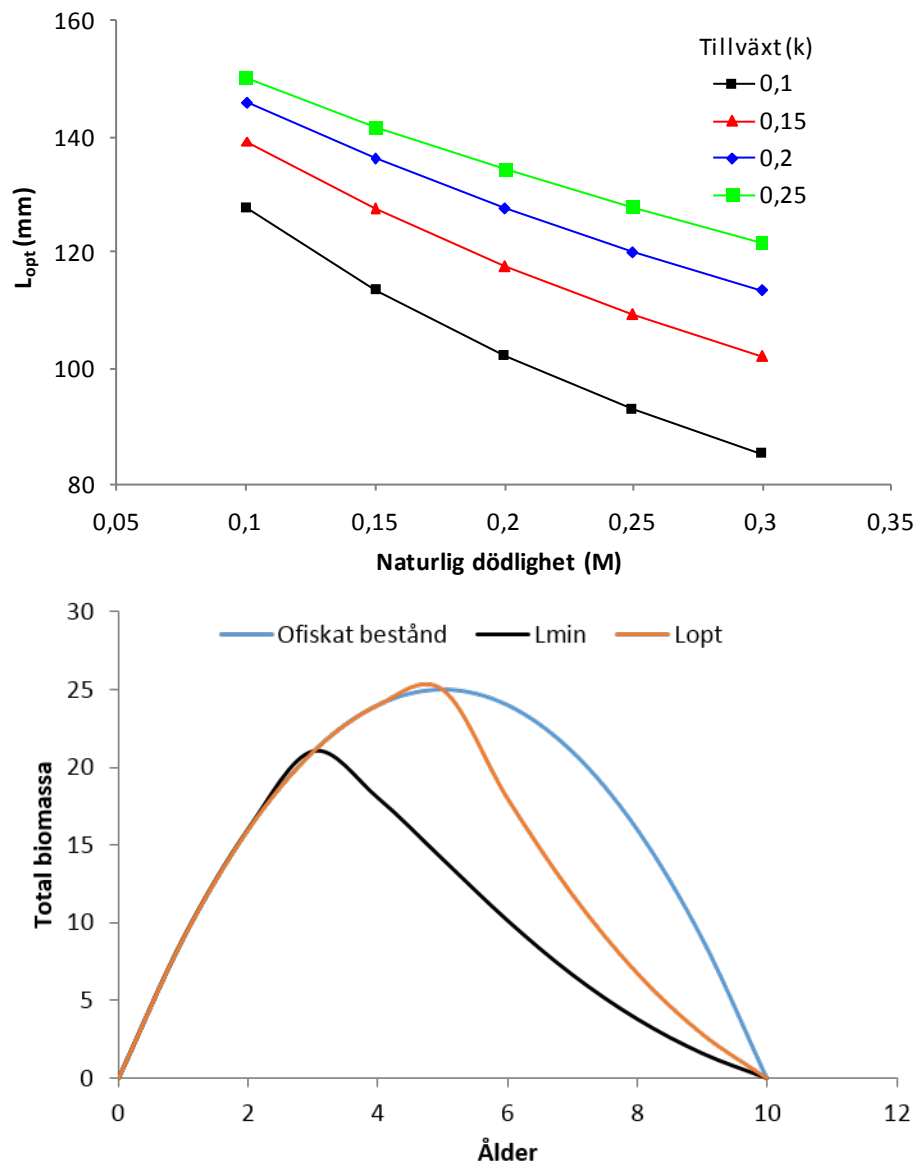 160
140
120
100
80
L_opt (mm)
Tillväxt (k)
0,1
0,15
0,2
0,25
0,05 0,1 0,15 0,2 0,25 0,3 0,35
Naturlig dödlighet (M)
30
25
20
15
10
5
0
Total biomassa
Ofiskat bestånd Lmin Lopt
0 2 4 6 8 10 12
Ålder